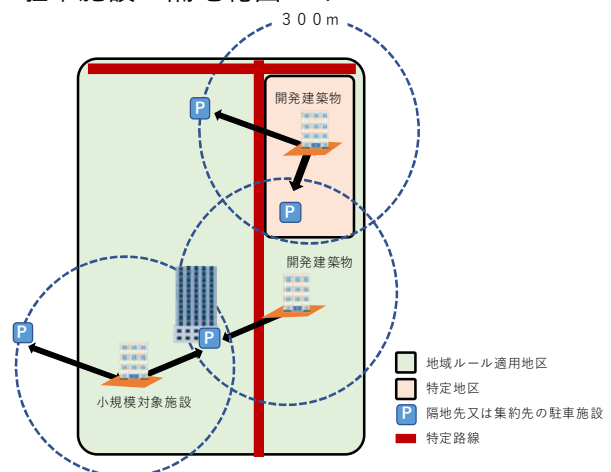 300m
開発建築物
P
P
開発建築物
P
P
小規模対象施設
地域ルール適用地区
特定地区
P 隔地先又は集約先の駐車施設
特定路線